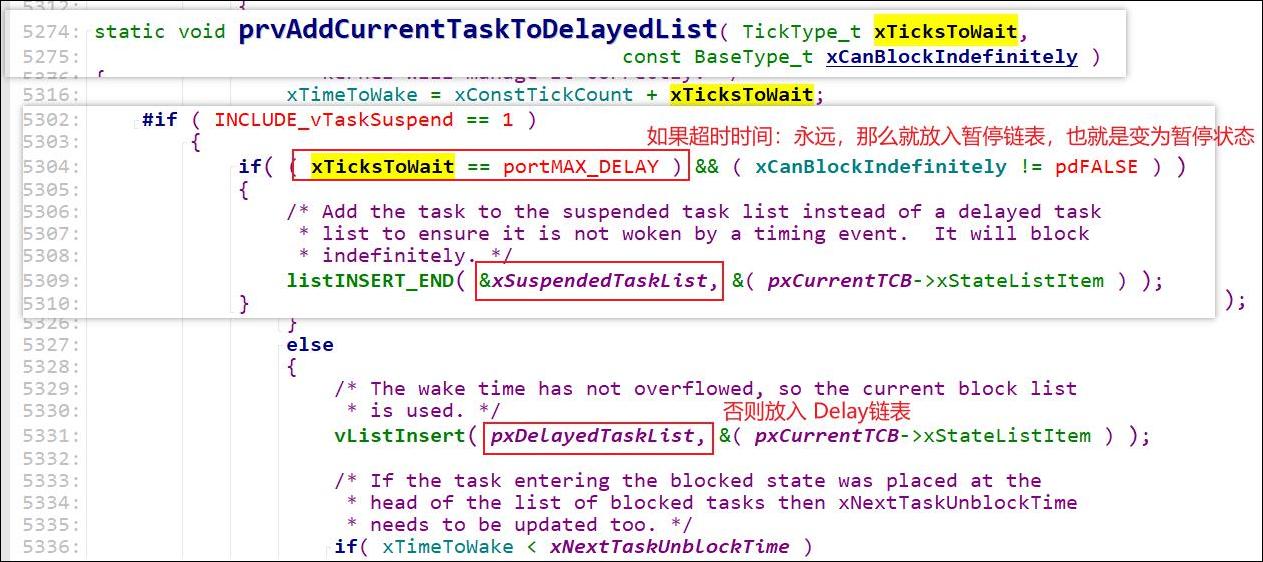 5312: {
5274: static void prvAddCurrentTaskToDelayedList( TickType_t xTicksToWait,
5275: const BaseType_t xCanBlockIndefinitely )
5316: xTimeToWake = xConstTickCount + xTicksToWait;
5302: #if ( INCLUDE_vTaskSuspend == 1 )
如果超时时间：永远，那么就放入暂停链表，也就是变为暂停状态
5303: {
5304: if( ( xTicksToWait == portMAX_DELAY ) && ( xCanBlockIndefinitely != pdFALSE ) )
5305: {
5306: /* Add the task to the suspended task list instead of a delayed task
5307: * list to ensure it is not woken by a timing event. It will block
5308: * indefinitely. */
5309: listINSERT_END( &xSuspendedTaskList, &( pxCurrentTCB->xStateListItem ) );
5310: } );
5326: }
5327: else
5328: {
5329: /* The wake time has not overflowed, so the current block list
5330: * is used. */
否则放入 Delay链表
5331: vListInsert( pxDelayedTaskList, &( pxCurrentTCB->xStateListItem ) );
5332:
5333: /* If the task entering the blocked state was placed at the
5334: * head of the list of blocked tasks then xNextTaskUnblockTime
5335: * needs to be updated too. */
5336: if( xTimeToWake < xNextTaskUnblockTime )